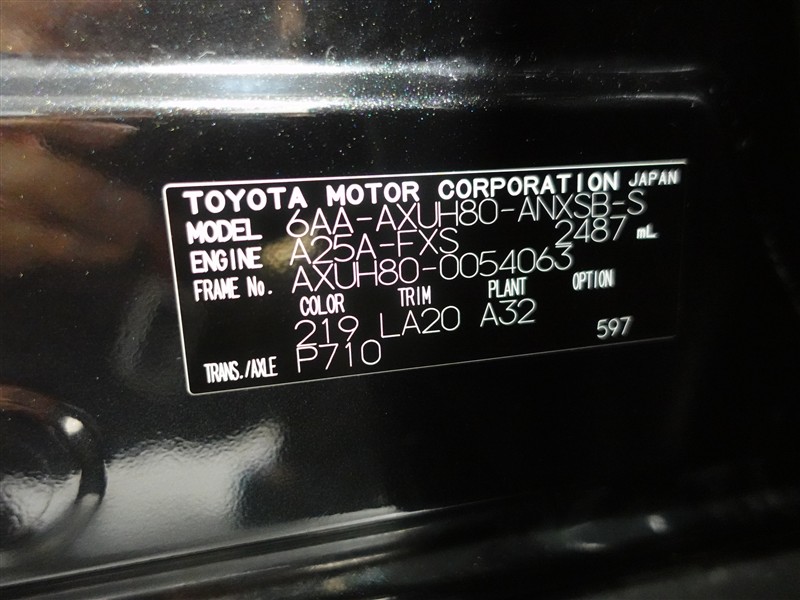 TOYOTA MOTOR CORPORATION JAPAN
MODEL 6AA-AXUH80-ANXSB-S
ENGINE A25A-FXS 2487 mL
FRAME No. AXUH80-0054063
COLOR TRIM PLANT OPTION
219 LA20 A32
TRANS./AXLE P710 597